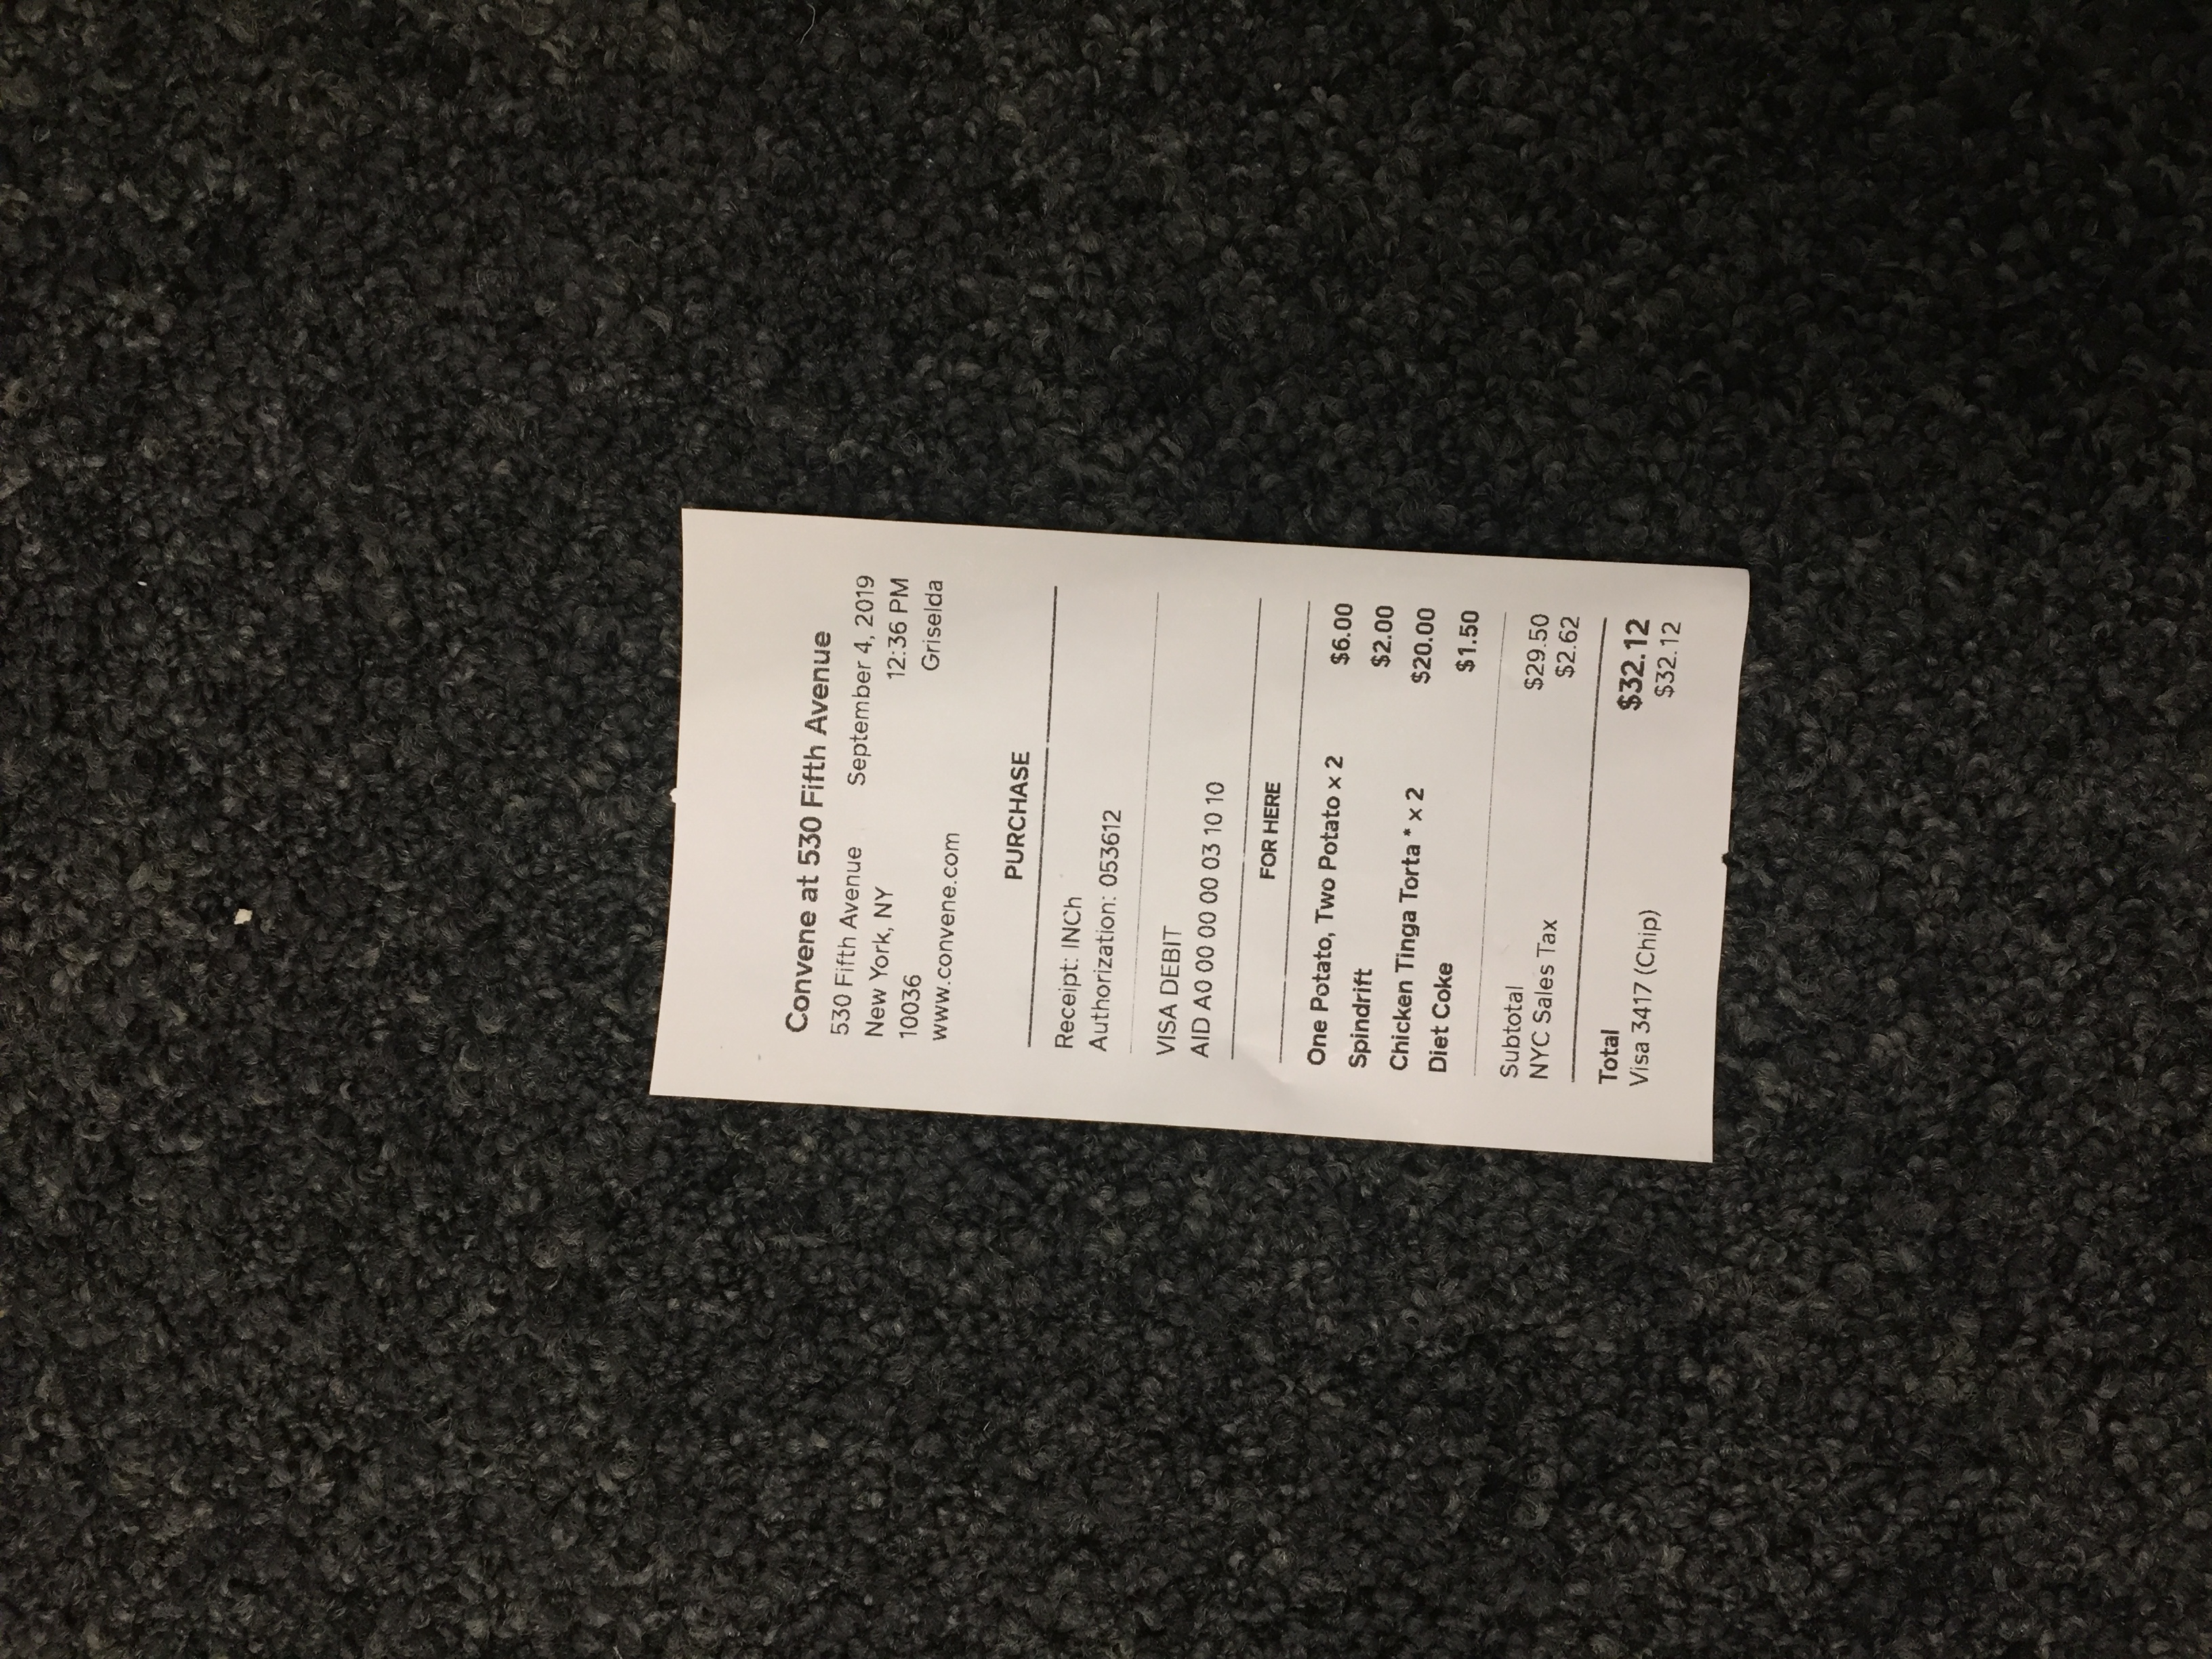 Convene at 530 Fifth Avenue
530 Fifth Avenue September 4, 2019
New York, NY 12:36 PM
10036 Griselda
www.convene.com
PURCHASE
Receipt: INCh
Authorization: 053612
VISA DEBIT
AID A0 00 00 00 03 10 10
FOR HERE
One Potato, Two Potato × 2 $6.00
Spindrift $2.00
Chicken Tinga Torta * × 2 $20.00
Diet Coke $1.50
Subtotal $29.50
NYC Sales Tax $2.62
Total $32.12
Visa 3417 (Chip) $32.12